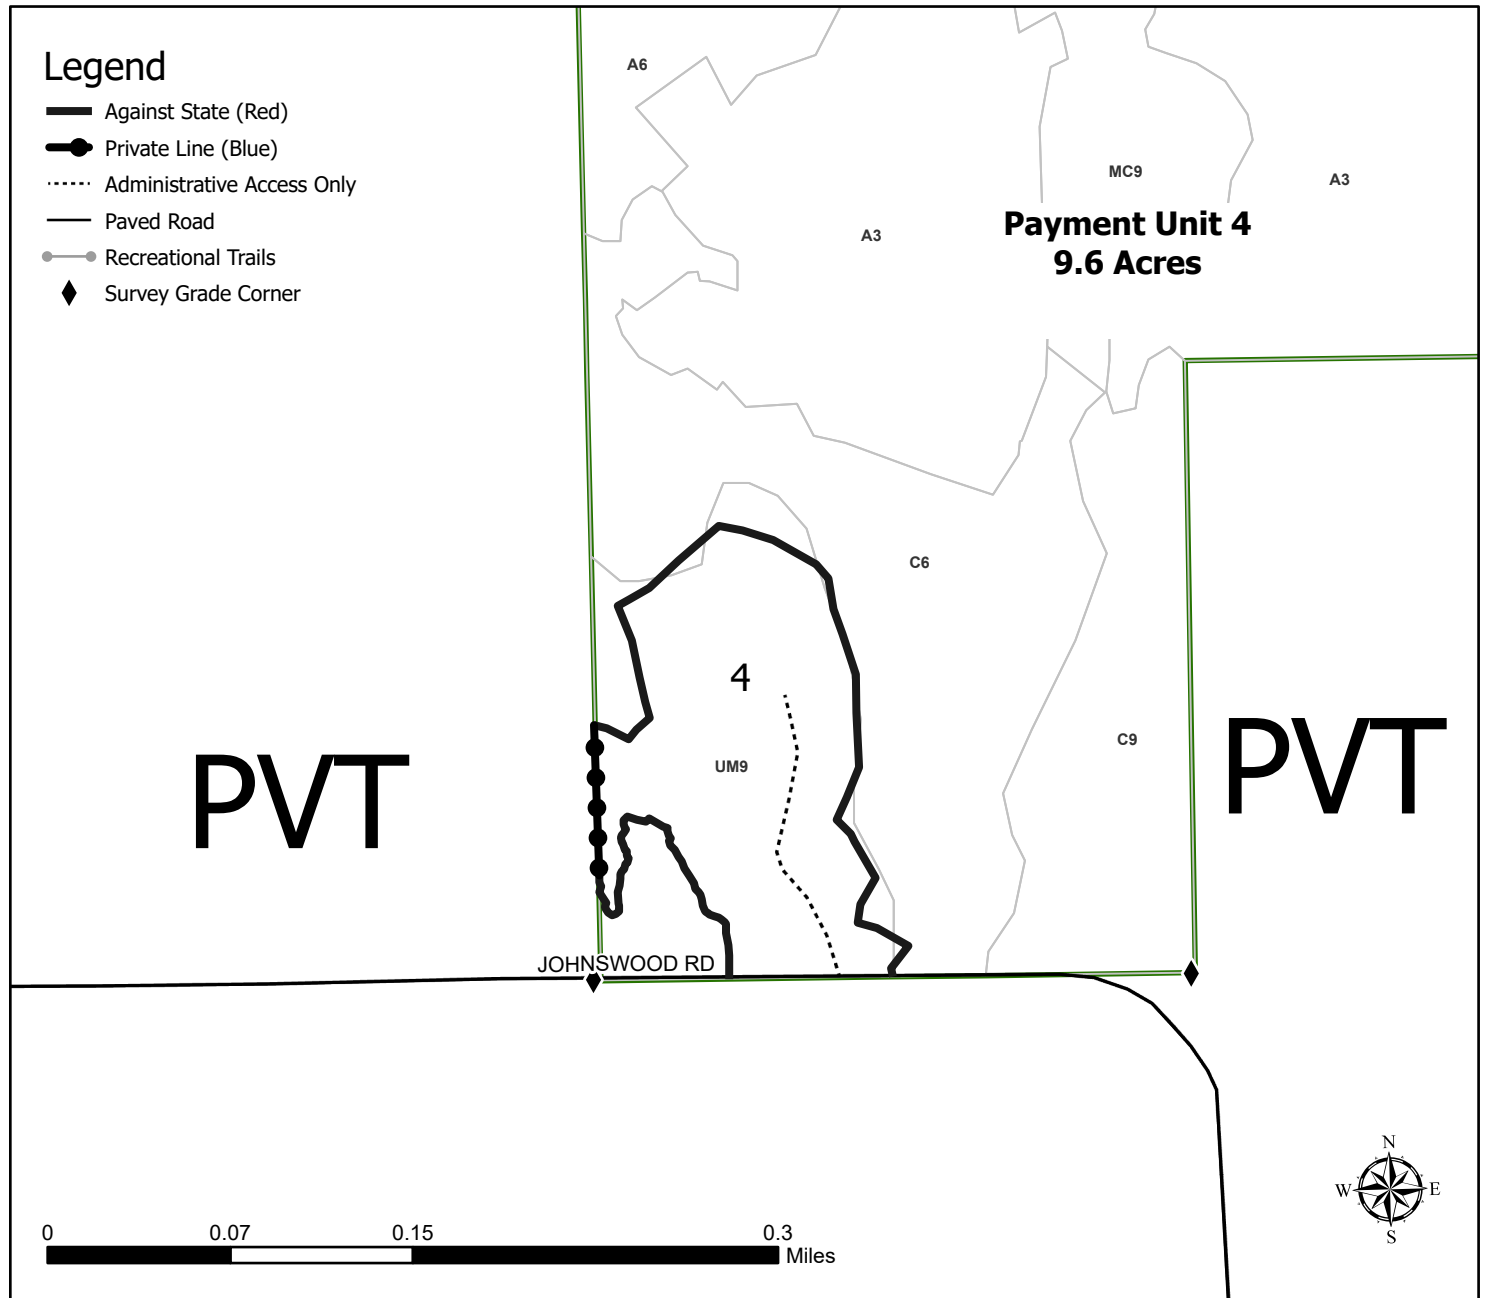 Legend
Against State (Red)
Private Line (Blue)
Administrative Access Only
Paved Road
Recreational Trails
Survey Grade Corner
A6
MC9
A3
A3
Payment Unit 4
9.6 Acres
C6
4
UM9
C9
PVT
PVT
JOHNSWOOD RD
N
W
E
S
0
0.07
0.15
0.3
Miles